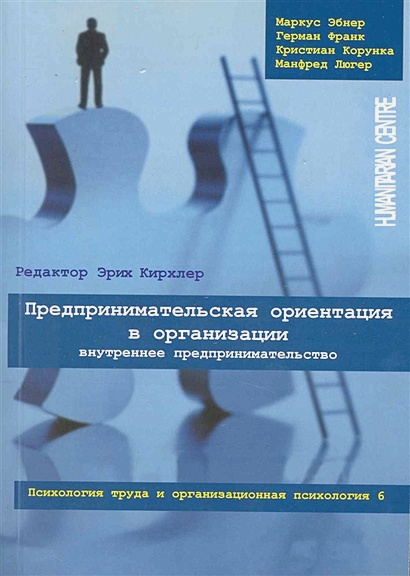 Маркус Эбнер
Герман Франк
Кристиан Корунка
Манфред Люгер
HUMANITARIAN CENTRE
Редактор Эрих Кирхлер
Предпринимательская ориентация
в организации
внутреннее предпринимательство
Психология труда и организационная психология 6